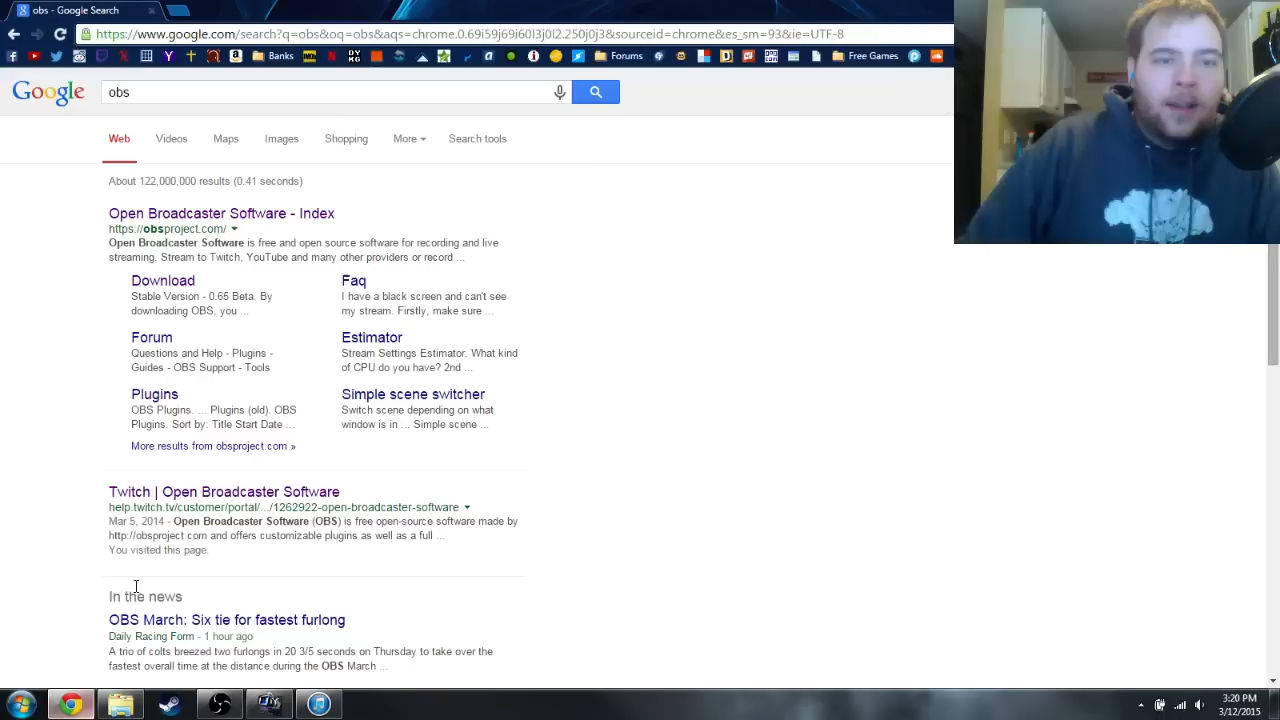 obs - Google Search
https://www.google.com/search?q=obs&oq=obs&aqs=chrome.0.69i59j69i60l3j0l2.250j0j3&sourceid=chrome&es_sm=93&ie=UTF-8
Banks
Forums
Free Games
Google
obs
Web
Videos
Maps
Images
Shopping
More
Search tools
About 122,000,000 results (0.41 seconds)
Open Broadcaster Software - Index
https://obsproject.com/
Open Broadcaster Software is free and open source software for recording and live
streaming. Stream to Twitch, YouTube and many other providers or record ...
Download
Stable Version - 0.65 Beta. By
downloading OBS, you ...
Faq
I have a black screen and can't see
my stream. Firstly, make sure ...
Forum
Questions and Help - Plugins -
Guides - OBS Support - Tools
Estimator
Stream Settings Estimator. What kind
of CPU do you have? 2nd ...
Plugins
OBS Plugins. ... Plugins (old). OBS
Plugins. Sort by: Title Start Date ...
Simple scene switcher
Switch scene depending on what
window is in ... Simple scene ...
More results from obsproject.com »
Twitch | Open Broadcaster Software
help.twitch.tv/customer/portal/.../1262922-open-broadcaster-software
Mar 5, 2014 - Open Broadcaster Software (OBS) is free open-source software made by
http://obsproject.com and offers customizable plugins as well as a full ...
You visited this page.
In the news
OBS March: Six tie for fastest furlong
Daily Racing Form - 1 hour ago
A trio of colts breezed two furlongs in 20 3/5 seconds on Thursday to take over the
fastest overall time at the distance during the OBS March ...
3:20 PM
3/12/2015